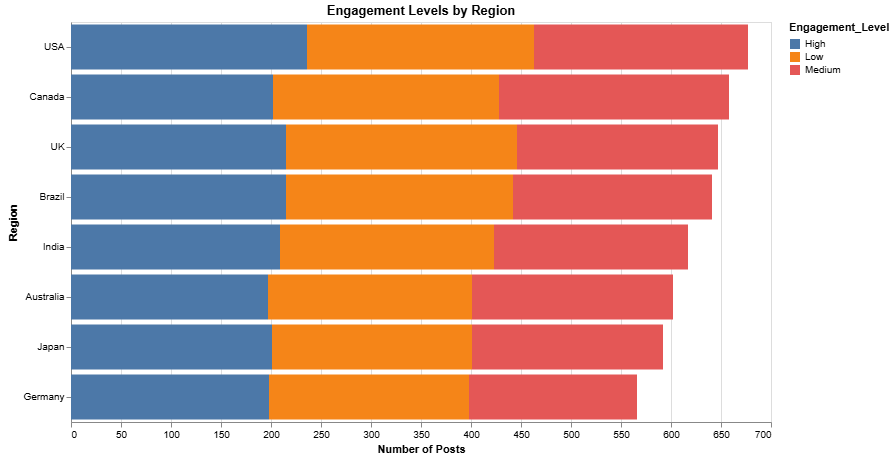 Engagement Levels by Region
Engagement_Level
High
Low
Medium
Region
USA
Canada
UK
Brazil
India
Australia
Japan
Germany
0 50 100 150 200 250 300 350 400 450 500 550 600 650 700
Number of Posts